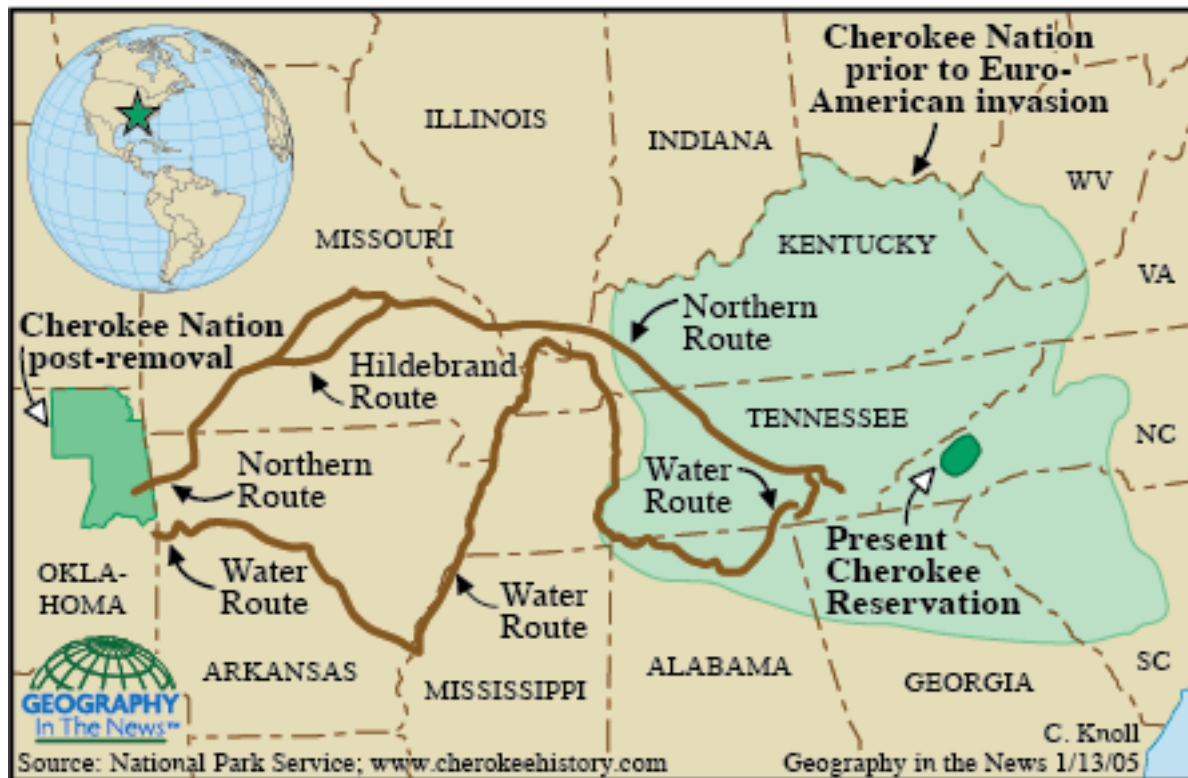 Cherokee Nation
prior to Euro-
American invasion
ILLINOIS
INDIANA
WV
MISSOURI
KENTUCKY
VA
Cherokee Nation
post-removal
Northern
Route
Hildebrand
Route
TENNESSEE
NC
Northern
Route
Water
Route
Present
Cherokee
Reservation
OKLA-
HOMA
Water
Route
Water
Route
ARKANSAS
MISSISSIPPI
ALABAMA
GEORGIA
SC
GEOGRAPHY
In The News™
C. Knoll
Source: National Park Service; www.cherokeehistory.com
Geography in the News 1/13/05